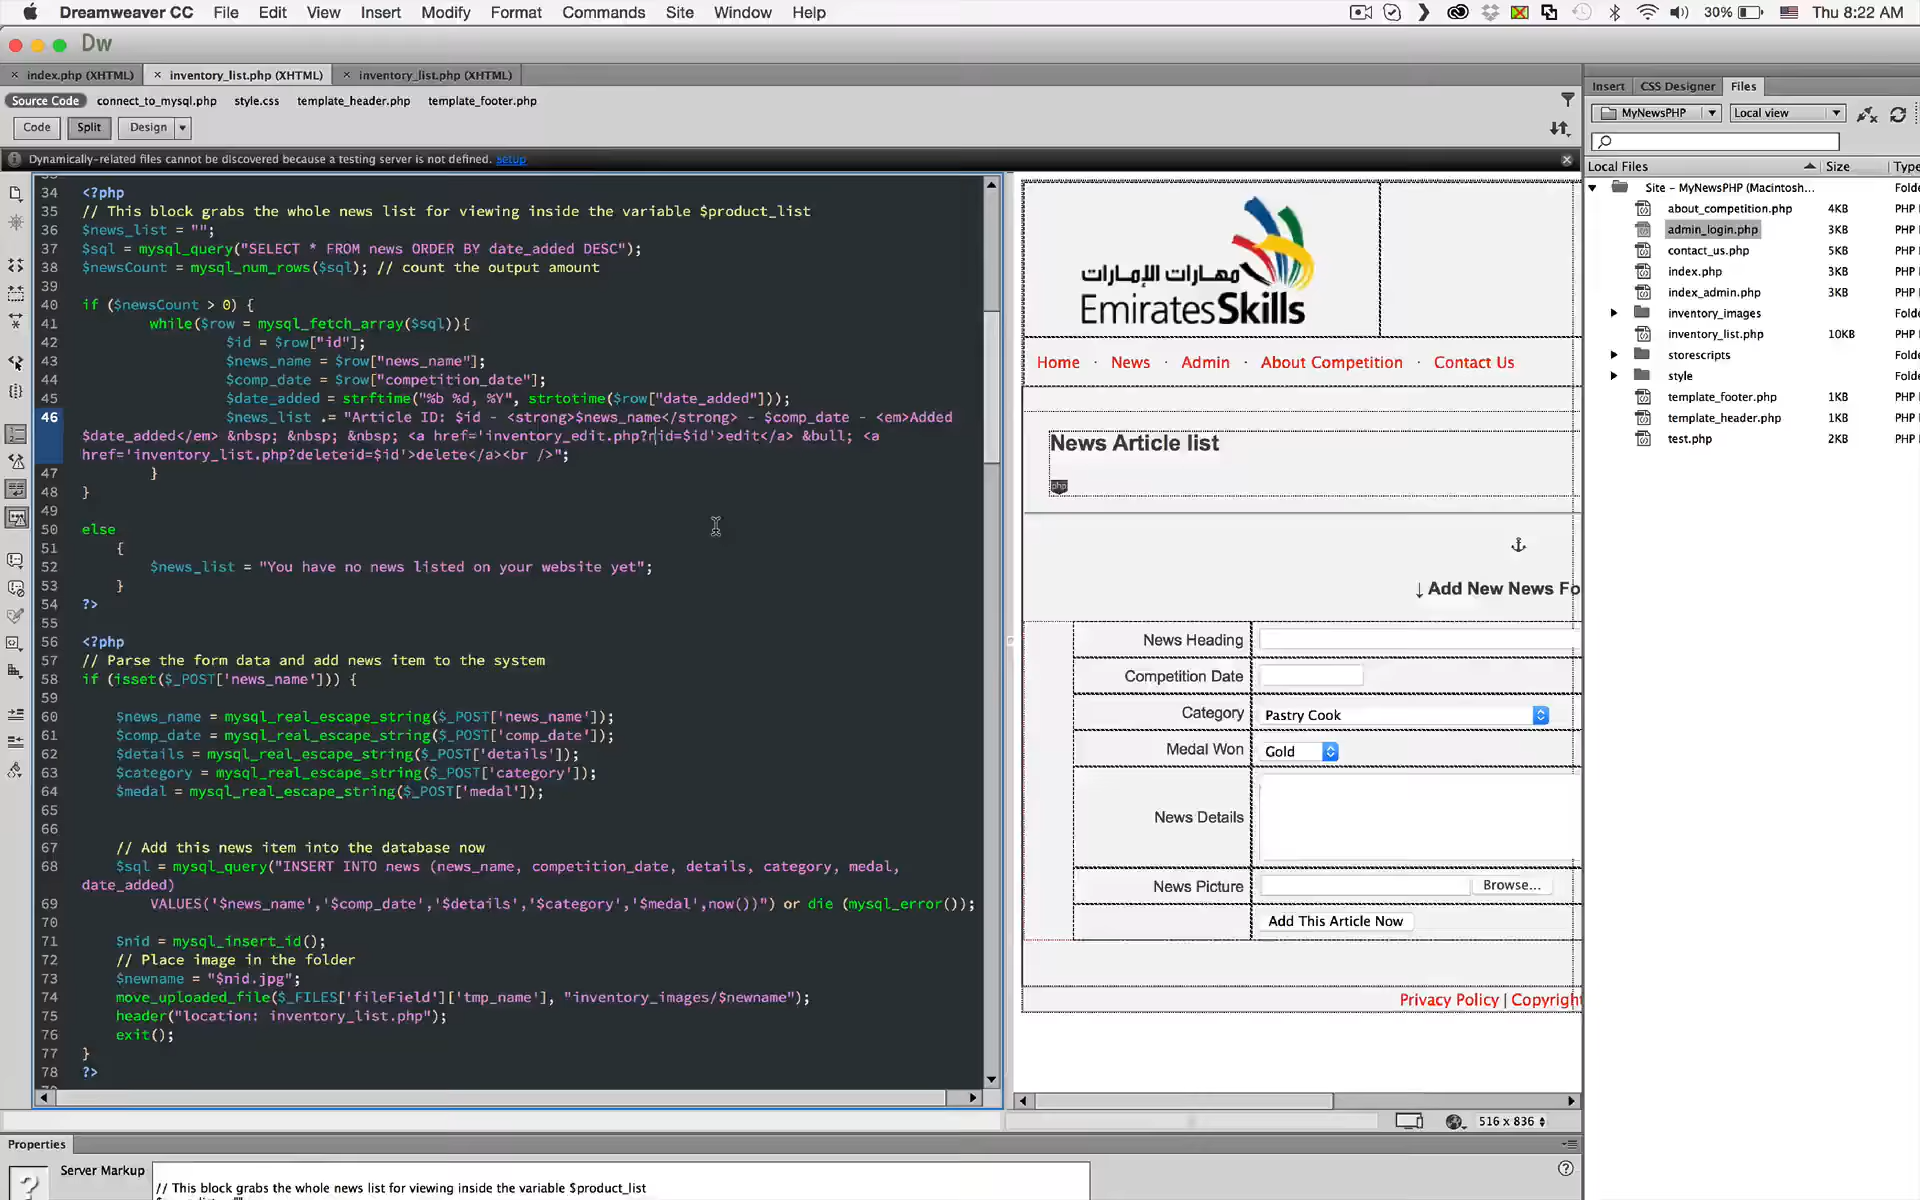 Dreamweaver CC File Edit View Insert Modify Format Commands Site Window Help 30% Thu 8:22 AM
Dw
× index.php (XHTML) × inventory_list.php (XHTML) × inventory_list.php (XHTML)
Source Code connect_to_mysql.php style.css template_header.php template_footer.php
Code Split Design
Dynamically-related files cannot be discovered because a testing server is not defined. Setup
34 <?php
35 // This block grabs the whole news list for viewing inside the variable $product_list
36 $news_list = "";
37 $sql = mysql_query("SELECT * FROM news ORDER BY date_added DESC");
38 $newsCount = mysql_num_rows($sql); // count the output amount
39
40 if ($newsCount > 0) {
41 while($row = mysql_fetch_array($sql)){
42 $id = $row["id"];
43 $news_name = $row["news_name"];
44 $comp_date = $row["competition_date"];
45 $date_added = strftime("%b %d, %Y", strtotime($row["date_added"]));
46 $news_list .= "Article ID: $id - <strong>$news_name</strong> - $comp_date - <em>Added
$date_added</em> &nbsp; &nbsp; &nbsp; <a href='inventory_edit.php?rid=$id'>edit</a> &bull; <a
href='inventory_list.php?deleteid=$id'>delete</a><br />";
47 }
48 }
49
50 else
51 {
52 $news_list = "You have no news listed on your website yet";
53 }
54 ?>
55
56 <?php
57 // Parse the form data and add news item to the system
58 if (isset($_POST['news_name'])) {
59
60 $news_name = mysql_real_escape_string($_POST['news_name']);
61 $comp_date = mysql_real_escape_string($_POST['comp_date']);
62 $details = mysql_real_escape_string($_POST['details']);
63 $category = mysql_real_escape_string($_POST['category']);
64 $medal = mysql_real_escape_string($_POST['medal']);
65
66
67 // Add this news item into the database now
68 $sql = mysql_query("INSERT INTO news (news_name, competition_date, details, category, medal,
date_added)
69 VALUES('$news_name','$comp_date','$details','$category','$medal',now())") or die (mysql_error());
70
71 $nid = mysql_insert_id();
72 // Place image in the folder
73 $newname = "$nid.jpg";
74 move_uploaded_file($_FILES['fileField']['tmp_name'], "inventory_images/$newname");
75 header("location: inventory_list.php");
76 exit();
77 }
78 ?>
مهارات الإمارات
EmiratesSkills
Home · News · Admin · About Competition · Contact Us
News Article list
php
↓ Add New News Fo
News Heading
Competition Date
Category Pastry Cook
Medal Won Gold
News Details
News Picture Browse...
Add This Article Now
Privacy Policy | Copyright
516 x 836
Insert CSS Designer Files
MyNewsPHP Local view
Local Files Size Type
Site - MyNewsPHP (Macintosh... Folde
about_competition.php 4KB PHP
admin_login.php 3KB PHP
contact_us.php 5KB PHP
index.php 3KB PHP
index_admin.php 3KB PHP
inventory_images Folde
inventory_list.php 10KB PHP
storescripts Folde
style Folde
template_footer.php 1KB PHP
template_header.php 1KB PHP
test.php 2KB PHP
Properties
Server Markup
// This block grabs the whole news list for viewing inside the variable $product_list